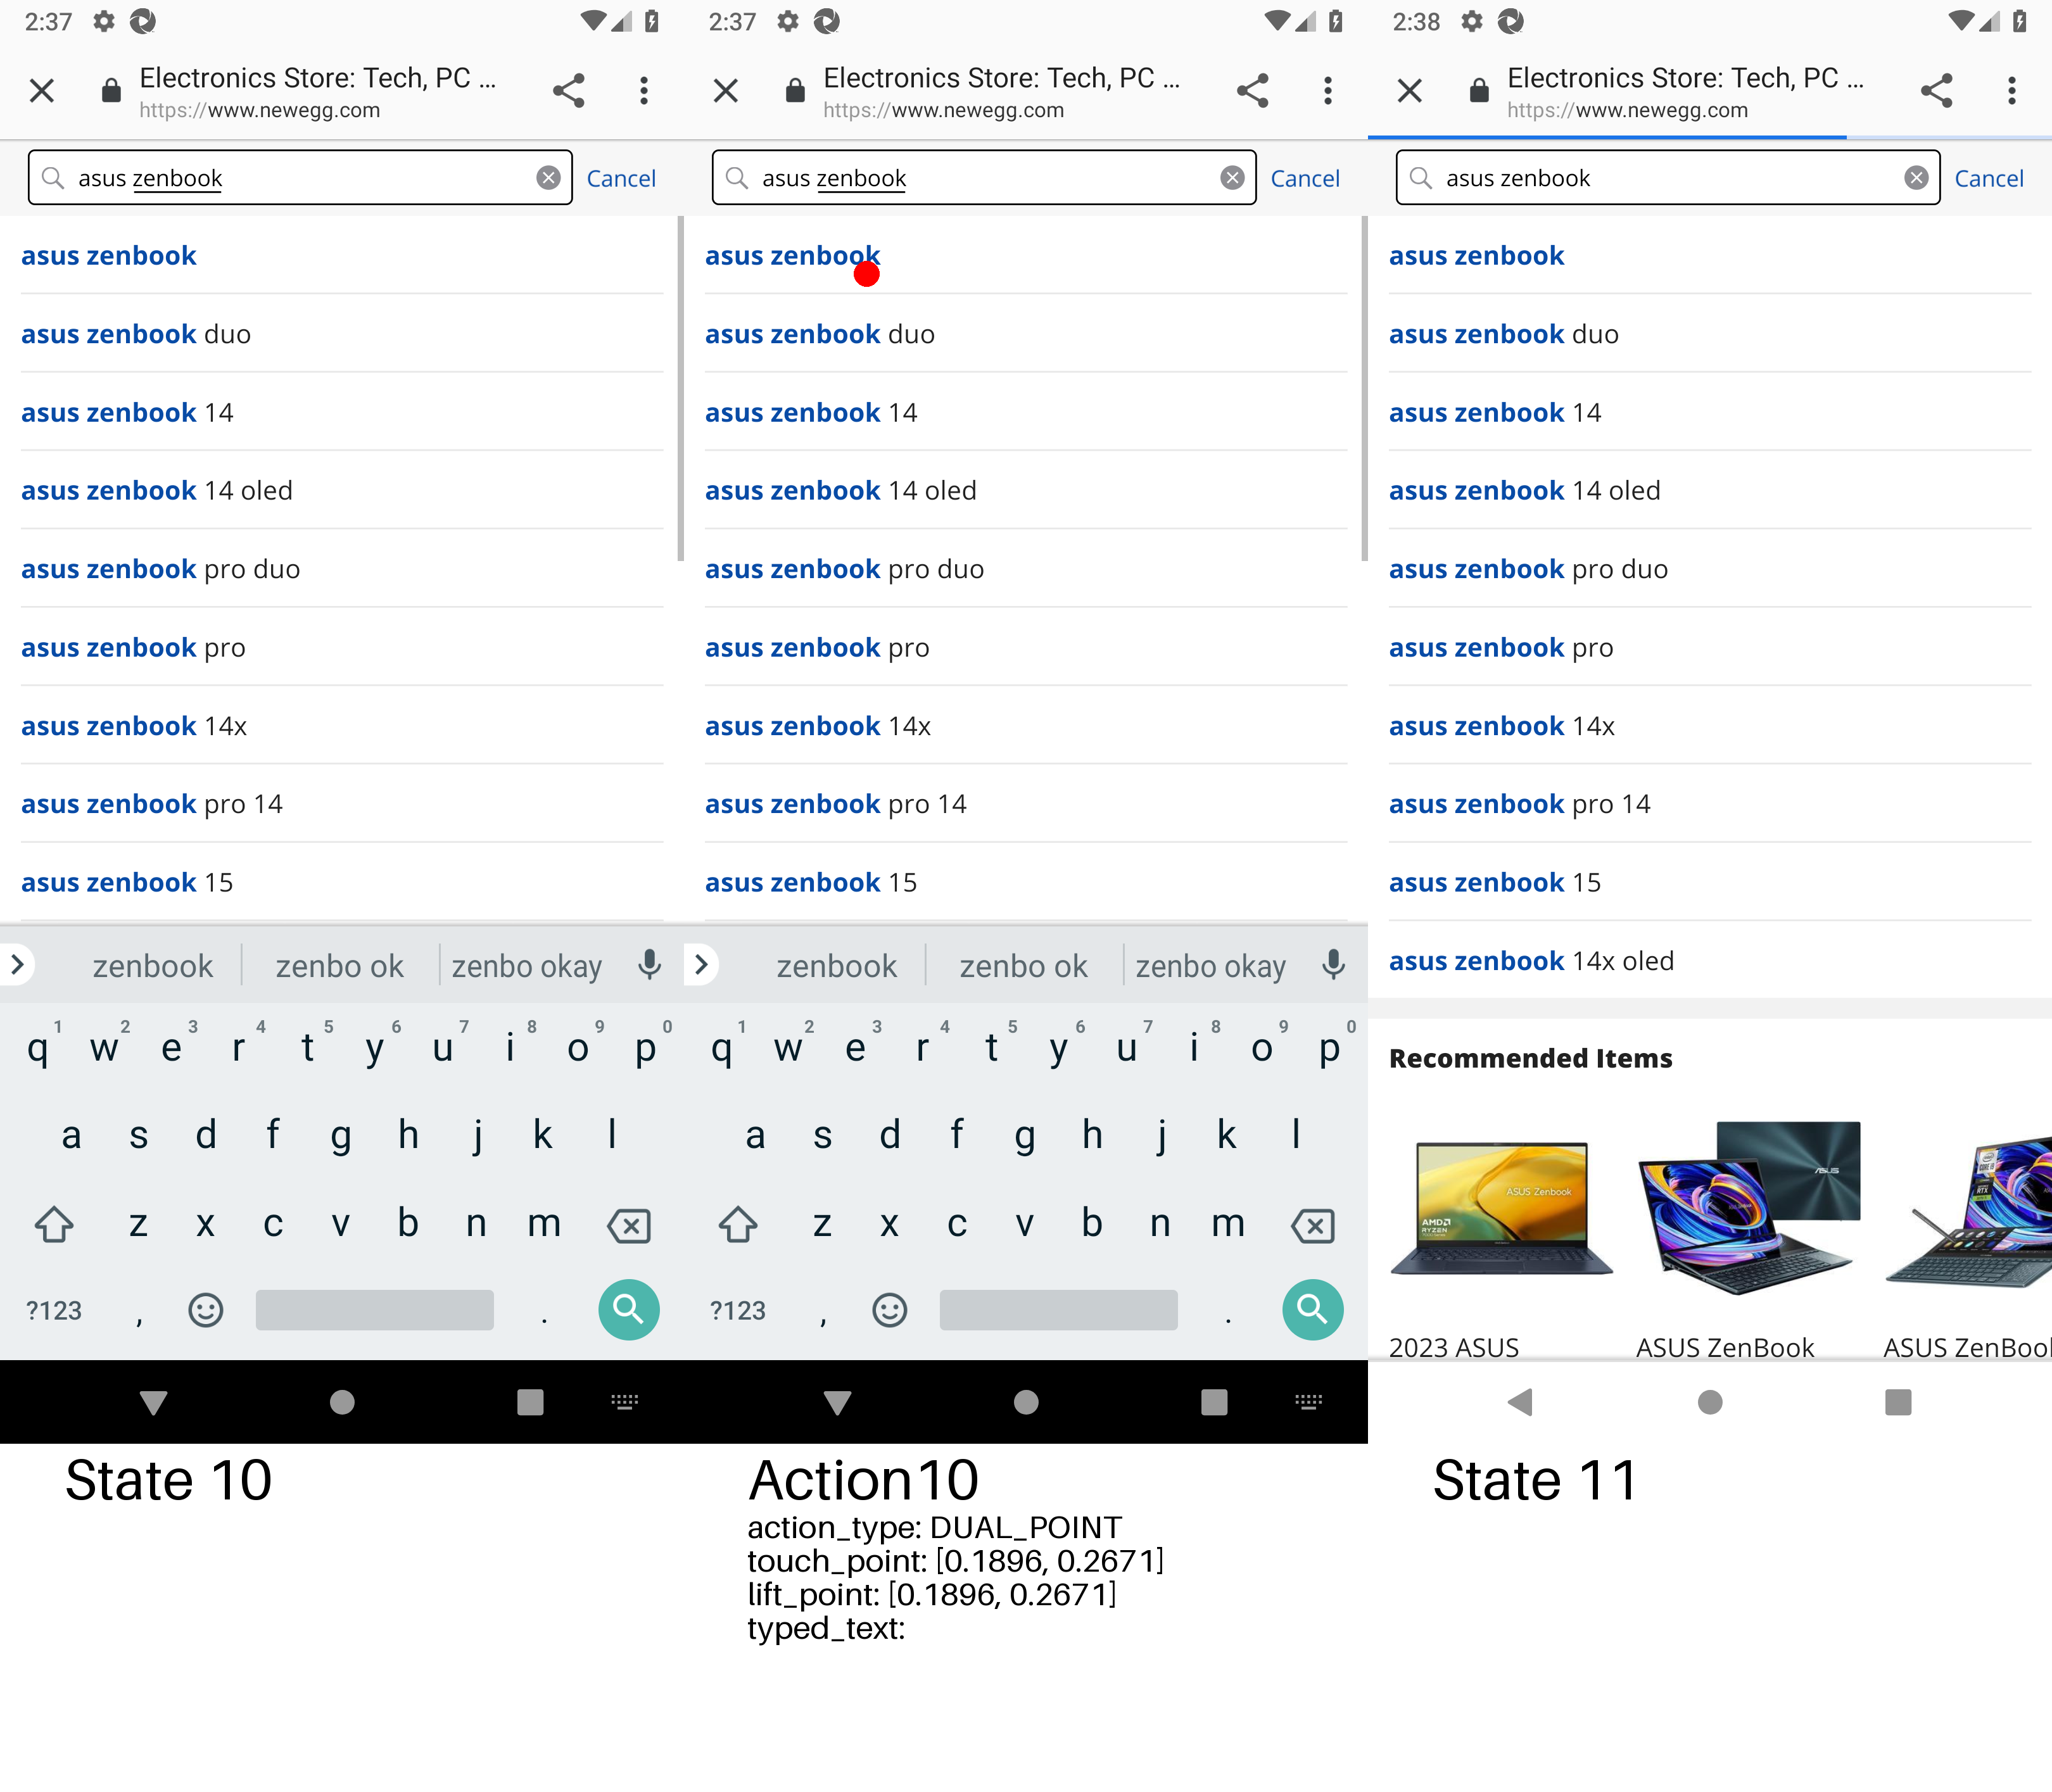 2:37
Electronics Store: Tech, PC ...
https://www.newegg.com
asus zenbook
Cancel
asus zenbook
asus zenbook duo
asus zenbook 14
asus zenbook 14 oled
asus zenbook pro duo
asus zenbook pro
asus zenbook 14x
asus zenbook pro 14
asus zenbook 15
zenbook zenbo ok zenbo okay
1 2 3 4 5 6 7 8 9 0
q w e r t y u i o p
a s d f g h j k l
z x c v b n m
?123 , .
State 10
2:37
Electronics Store: Tech, PC ...
https://www.newegg.com
asus zenbook
Cancel
asus zenbook
asus zenbook duo
asus zenbook 14
asus zenbook 14 oled
asus zenbook pro duo
asus zenbook pro
asus zenbook 14x
asus zenbook pro 14
asus zenbook 15
zenbook zenbo ok zenbo okay
1 2 3 4 5 6 7 8 9 0
q w e r t y u i o p
a s d f g h j k l
z x c v b n m
?123 , .
Action10
action_type: DUAL_POINT
touch_point: [0.1896, 0.2671]
lift_point: [0.1896, 0.2671]
typed_text:
2:38
Electronics Store: Tech, PC ...
https://www.newegg.com
asus zenbook
Cancel
asus zenbook
asus zenbook duo
asus zenbook 14
asus zenbook 14 oled
asus zenbook pro duo
asus zenbook pro
asus zenbook 14x
asus zenbook pro 14
asus zenbook 15
asus zenbook 14x oled
Recommended Items
ASUS Zenbook
AMD
RYZEN
ASUS
2023 ASUS
ASUS ZenBook
ASUS ZenBook
State 11